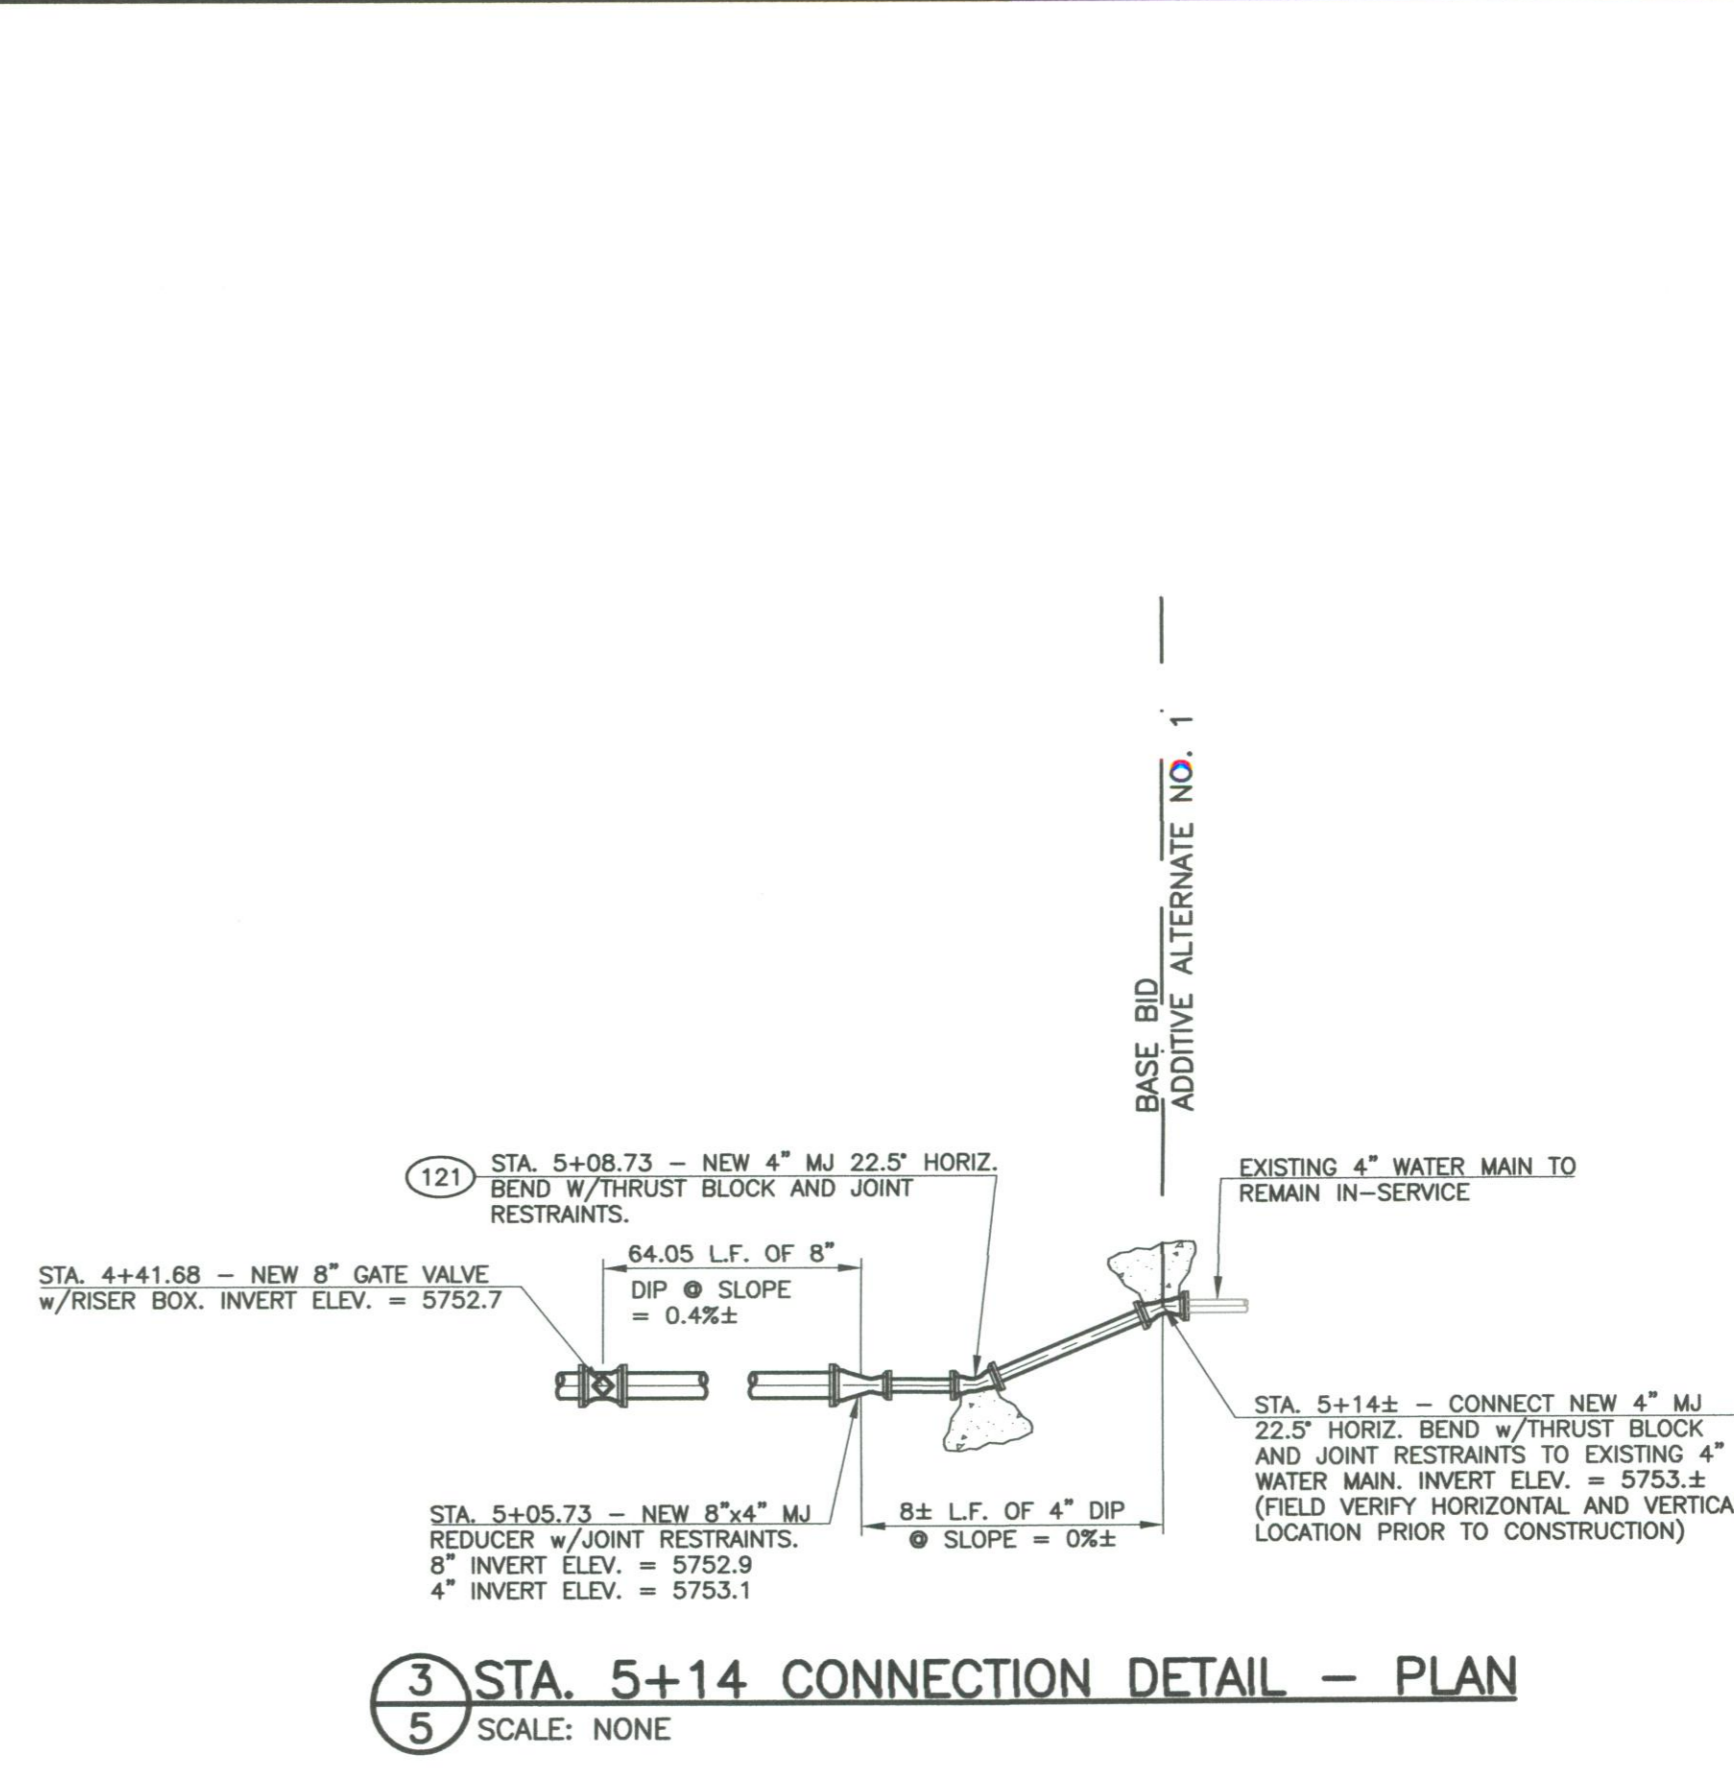 BASE BID
ADDITIVE ALTERNATE NO. 1
121
STA. 5+08.73 – NEW 4" MJ 22.5° HORIZ.
BEND W/THRUST BLOCK AND JOINT
RESTRAINTS.
EXISTING 4" WATER MAIN TO
REMAIN IN-SERVICE
STA. 4+41.68 – NEW 8" GATE VALVE
w/RISER BOX. INVERT ELEV. = 5752.7
64.05 L.F. OF 8"
DIP @ SLOPE
= 0.4%±
STA. 5+14± – CONNECT NEW 4" MJ
22.5° HORIZ. BEND w/THRUST BLOCK
AND JOINT RESTRAINTS TO EXISTING 4"
WATER MAIN. INVERT ELEV. = 5753.±
(FIELD VERIFY HORIZONTAL AND VERTICA
LOCATION PRIOR TO CONSTRUCTION)
STA. 5+05.73 – NEW 8"x4" MJ
REDUCER w/JOINT RESTRAINTS.
8" INVERT ELEV. = 5752.9
4" INVERT ELEV. = 5753.1
8± L.F. OF 4" DIP
@ SLOPE = 0%±
3
5
STA. 5+14 CONNECTION DETAIL – PLAN
SCALE: NONE